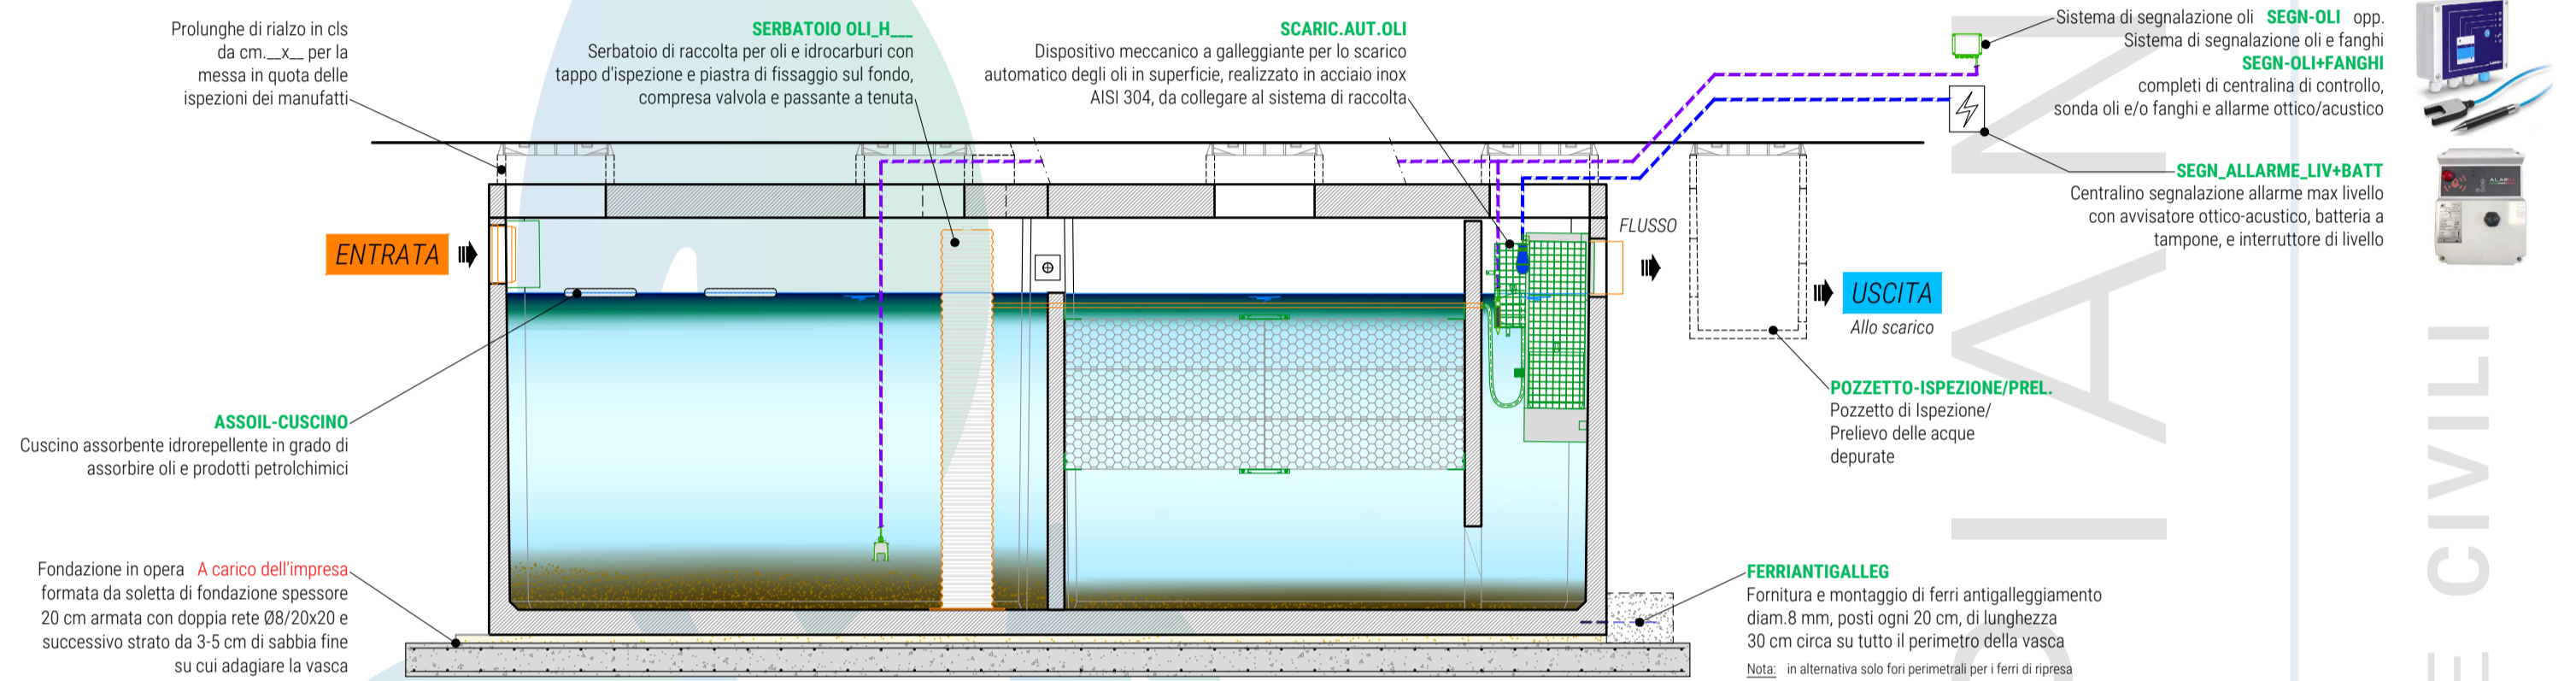 Prolunghe di rialzo in cls
da cm.__x__ per la
messa in quota delle
ispezioni dei manufatti
SERBATOIO OLI_H___
Serbatoio di raccolta per oli e idrocarburi con
tappo d'ispezione e piastra di fissaggio sul fondo,
compresa valvola e passante a tenuta
SCARIC.AUT.OLI
Dispositivo meccanico a galleggiante per lo scarico
automatico degli oli in superficie, realizzato in acciaio inox
AISI 304, da collegare al sistema di raccolta
Sistema di segnalazione oli SEGN-OLI opp.
Sistema di segnalazione oli e fanghi
SEGN-OLI+FANGHI
completi di centralina di controllo,
sonda oli e/o fanghi e allarme ottico/acustico
SEGN_ALLARME_LIV+BATT
Centralino segnalazione allarme max livello
con avvisatore ottico-acustico, batteria a
tampone, e interruttore di livello
ENTRATA
FLUSSO
USCITA
Allo scarico
POZZETTO-ISPEZIONE/PREL.
Pozzetto di Ispezione/
Prelievo delle acque
depurate
ASSOIL-CUSCINO
Cuscino assorbente idrorepellente in grado di
assorbire oli e prodotti petrolchimici
Fondazione in opera A carico dell'impresa
formata da soletta di fondazione spessore
20 cm armata con doppia rete Ø8/20x20 e
successivo strato da 3-5 cm di sabbia fine
su cui adagiare la vasca
FERRIANTIGALLEG
Fornitura e montaggio di ferri antigalleggiamento
diam.8 mm, posti ogni 20 cm, di lunghezza
30 cm circa su tutto il perimetro della vasca
Nota: in alternativa solo fori perimetrali per i ferri di ripresa
IAN
E CIVILI